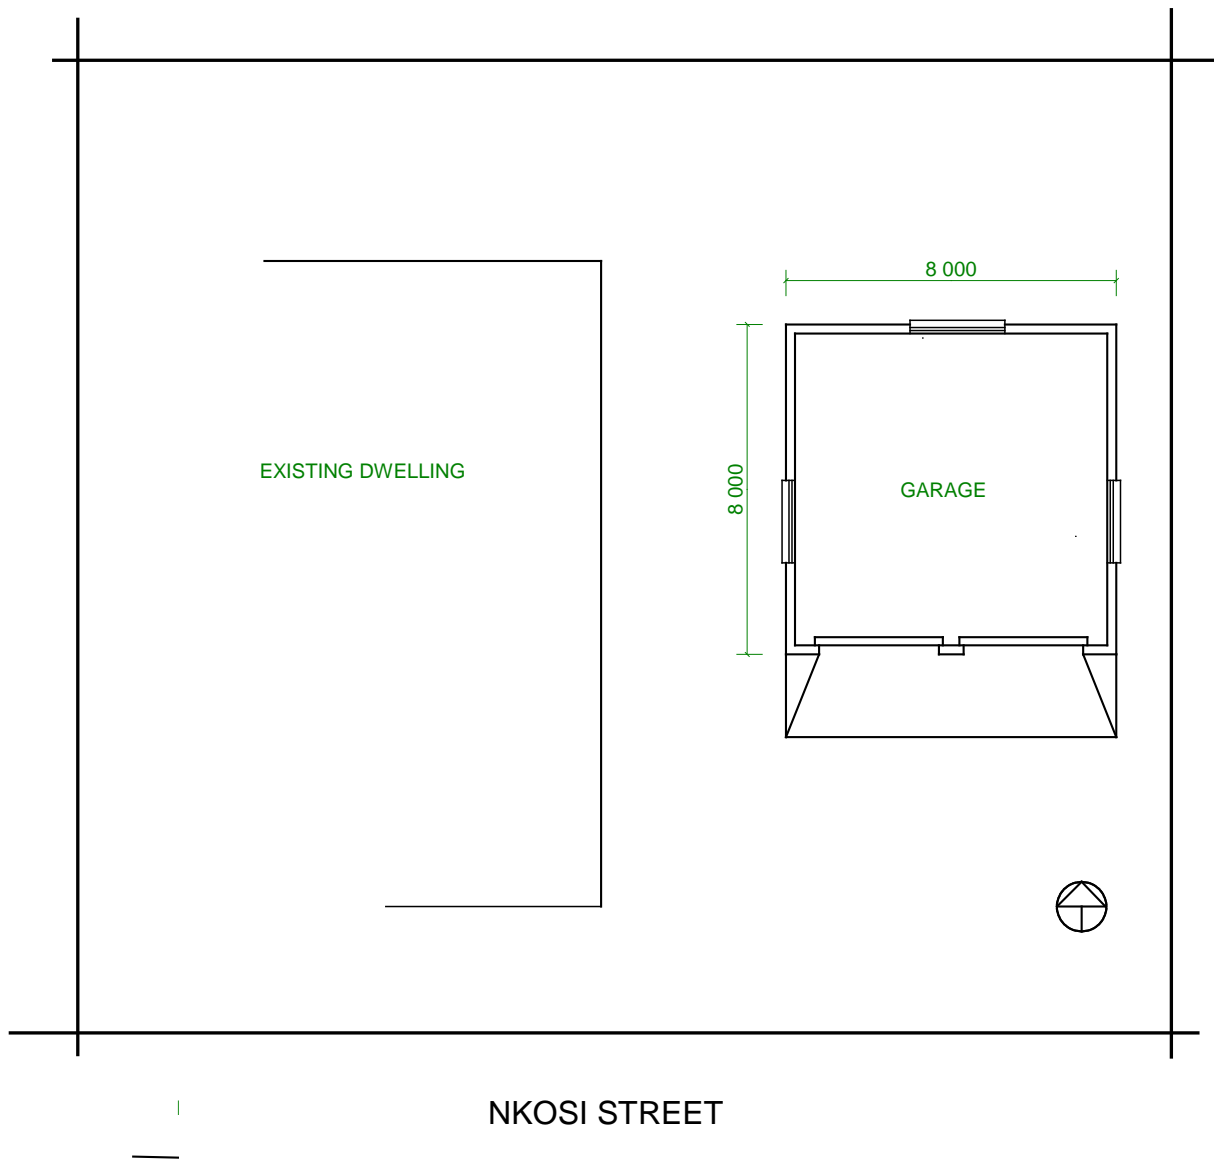 8 000
EXISTING DWELLING
8 000
GARAGE
NKOSI STREET